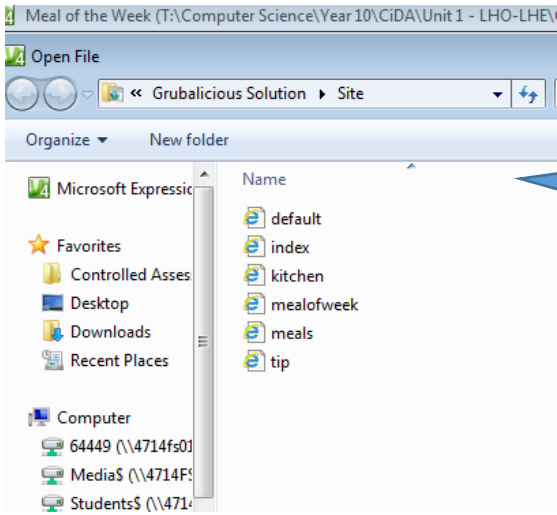 Meal of the Week (T:\Computer Science\Year 10\CiDA\Unit 1 - LHO-LHE\
Open File
« Grubalicious Solution ▸ Site
Organize ▾ New folder
Microsoft Expressic
Favorites
Controlled Asses
Desktop
Downloads
Recent Places
Computer
64449 (\\4714fs01
Media$ (\\4714FS
Students$ (\\4714
Name
default
index
kitchen
mealofweek
meals
tip